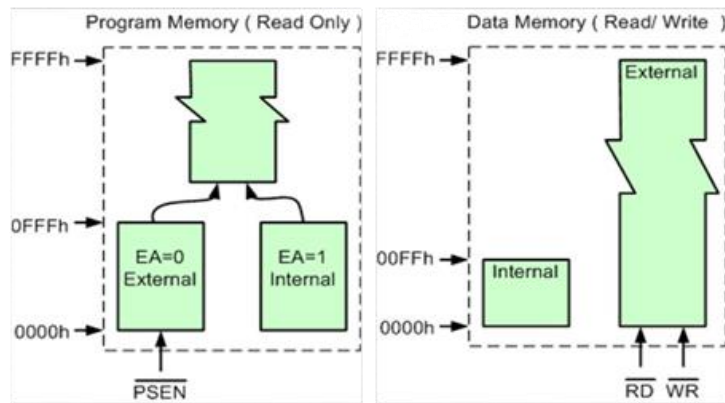 Program Memory ( Read Only )
FFFFh
0FFFh
EA=0
External
EA=1
Internal
0000h
PSEN
Data Memory ( Read/ Write )
FFFFh
External
00FFh
Internal
0000h
RD WR